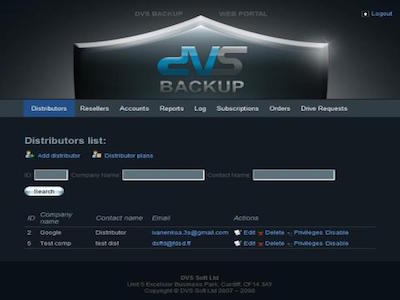 DVS BACKUP WEB PORTAL Logout
DVS
BACKUP
Distributors Resellers Accounts Reports Log Subscriptions Orders Drive Requests
Distributors list:
Add distributor Distributor plans
ID: Company Name: Contact Name:
Search
ID Company name Contact name Email Actions
2 Google Distributor ivanenksa.3s@gmail.com Edit Delete Privileges Disable
5 Test comp test dist dsftd@fdsd.ff Edit Delete Privileges Disable
DVS Soft Ltd
Unit 5 Excelsior Business Park, Cardiff, CF14 3AY
Copyright © DVS Soft Ltd 2007 - 2008